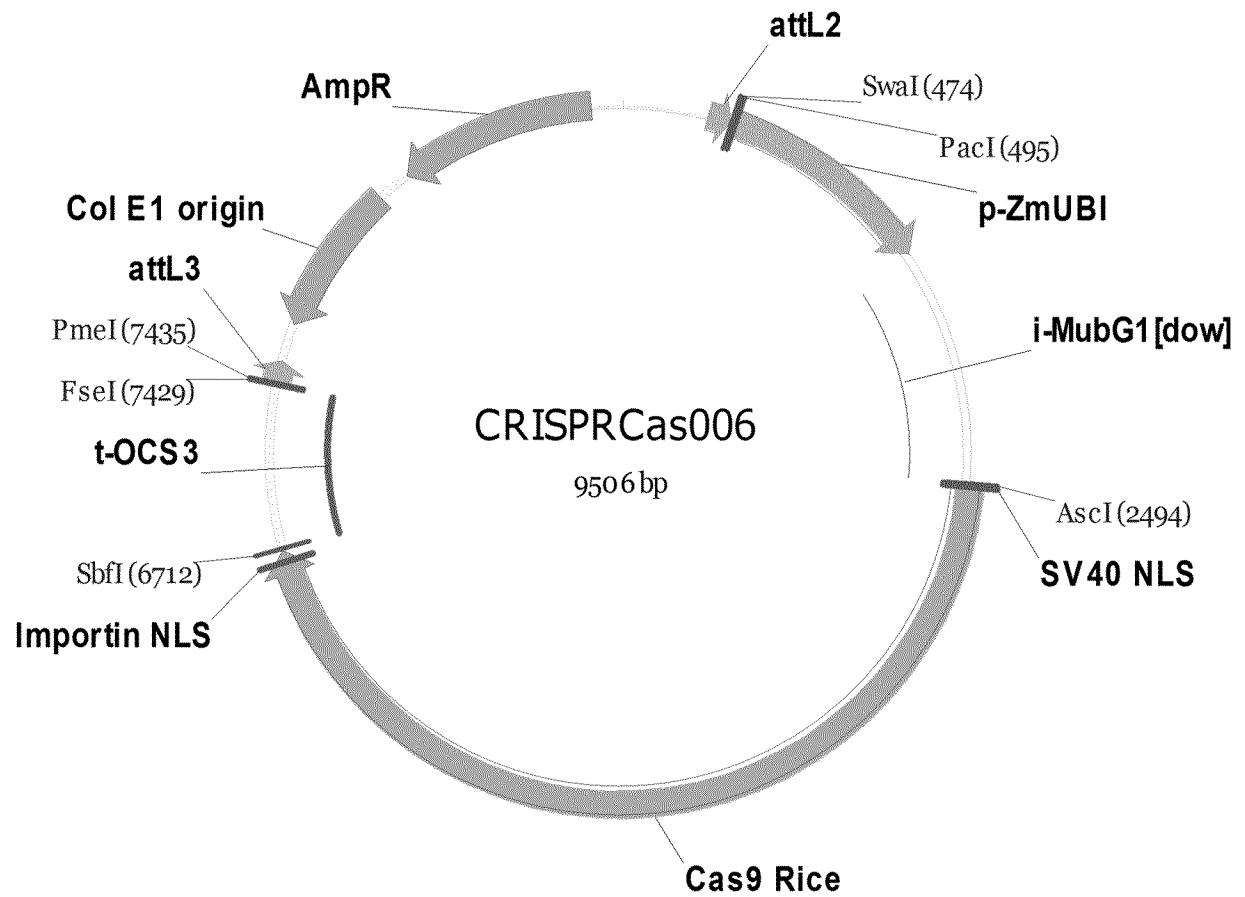 attL2
AmpR
SwaI(474)
PacI(495)
p-ZmUBI
Col E1 origin
attL3
PmeI(7435)
FseI(7429)
i-MubG1[dow]
CRISPRCas006
9506 bp
t-OCS3
AscI(2494)
SV40 NLS
SbfI(6712)
Importin NLS
Cas9 Rice